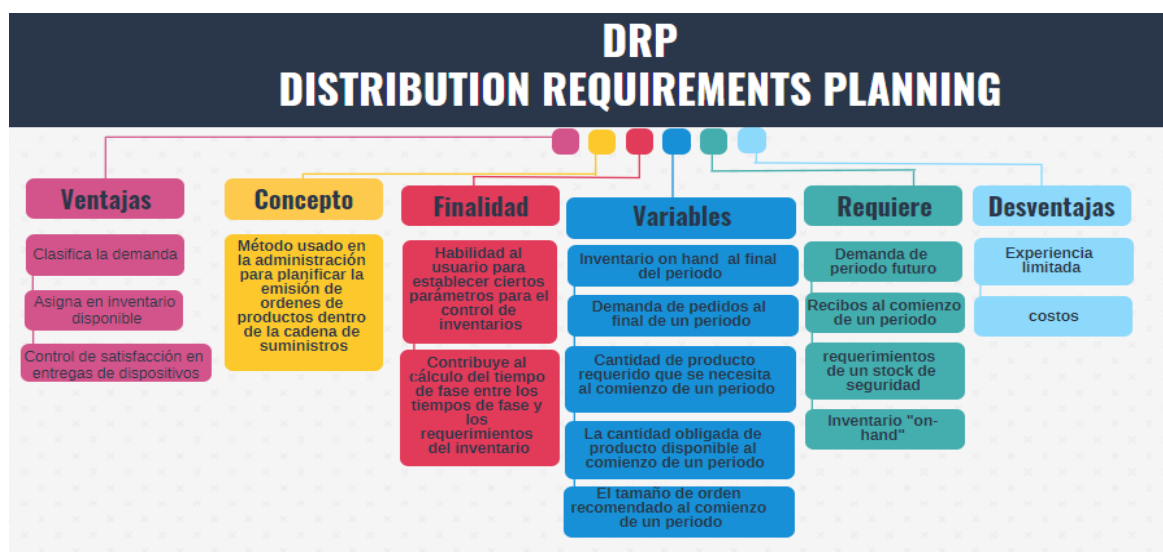 DRP
DISTRIBUTION REQUIREMENTS PLANNING
Ventajas
Clasifica la demanda
Asigna en inventario
disponible
Control de satisfacción en
entregas de dispositivos
Concepto
Método usado en
la administración
para planificar la
emisión de
ordenes de
productos dentro
de la cadena de
suministros
Finalidad
Habilidad al
usuario para
establecer ciertos
parámetros para el
control de
inventarios
Contribuye al
cálculo del tiempo
de fase entre los
tiempos de fase y
los
requerimientos
del inventario
Variables
Inventario on hand al final
del periodo
Demanda de pedidos al
final de un periodo
Cantidad de producto
requerido que se necesita
al comienzo de un periodo
La cantidad obligada de
producto disponible al
comienzo de un periodo
El tamaño de orden
recomendado al comienzo
de un periodo
Requiere
Demanda de
periodo futuro
Recibos al comienzo
de un periodo
requerimientos
de un stock de
seguridad
Inventario "on-
hand"
Desventajas
Experiencia
limitada
costos